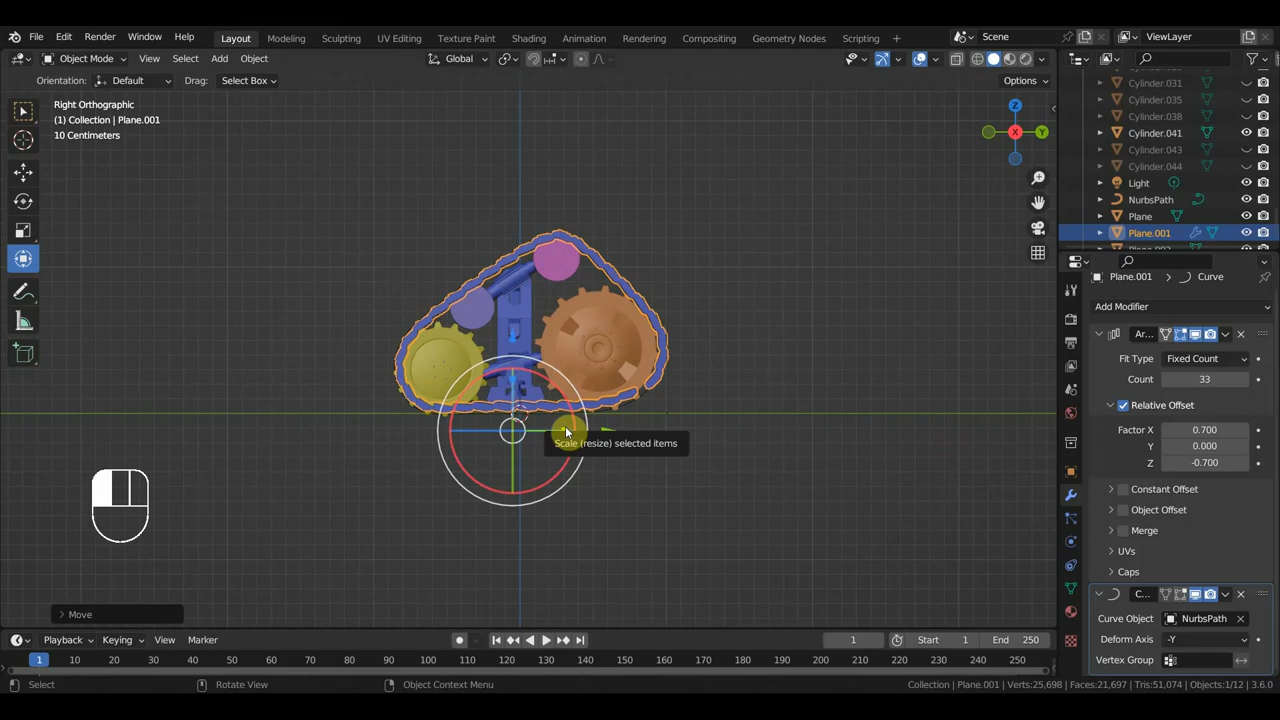 File Edit Render Window Help Layout Modeling Sculpting UV Editing Texture Paint Shading Animation Rendering Compositing Geometry Nodes Scripting + Scene ViewLayer
Object Mode View Select Add Object Global Options
Orientation: Default Drag: Select Box
Right Orthographic
(1) Collection | Plane.001
10 Centimeters
Z
X
Y
Cylinder.031
Cylinder.035
Cylinder.038
Cylinder.041
Cylinder.043
Cylinder.044
Light
NurbsPath
Plane
Plane.001
Plane.001 > Curve
Add Modifier
Ar...
Fit Type Fixed Count
Count 33
Relative Offset
Factor X 0.700
Y 0.000
Z -0.700
Constant Offset
Object Offset
Merge
UVs
Caps
C...
Curve Object NurbsPath
Deform Axis -Y
Vertex Group
Scale (resize) selected items
> Move
Playback Keying View Marker 1 Start 1 End 250
1 10 20 30 40 50 60 70 80 90 100 110 120 130 140 150 160 170 180 190 200 210 220 230 240 250
Select Rotate View Object Context Menu Collection | Plane.001 | Verts:25,698 | Faces:21,697 | Tris:51,074 | Objects:1/12 | 3.6.0